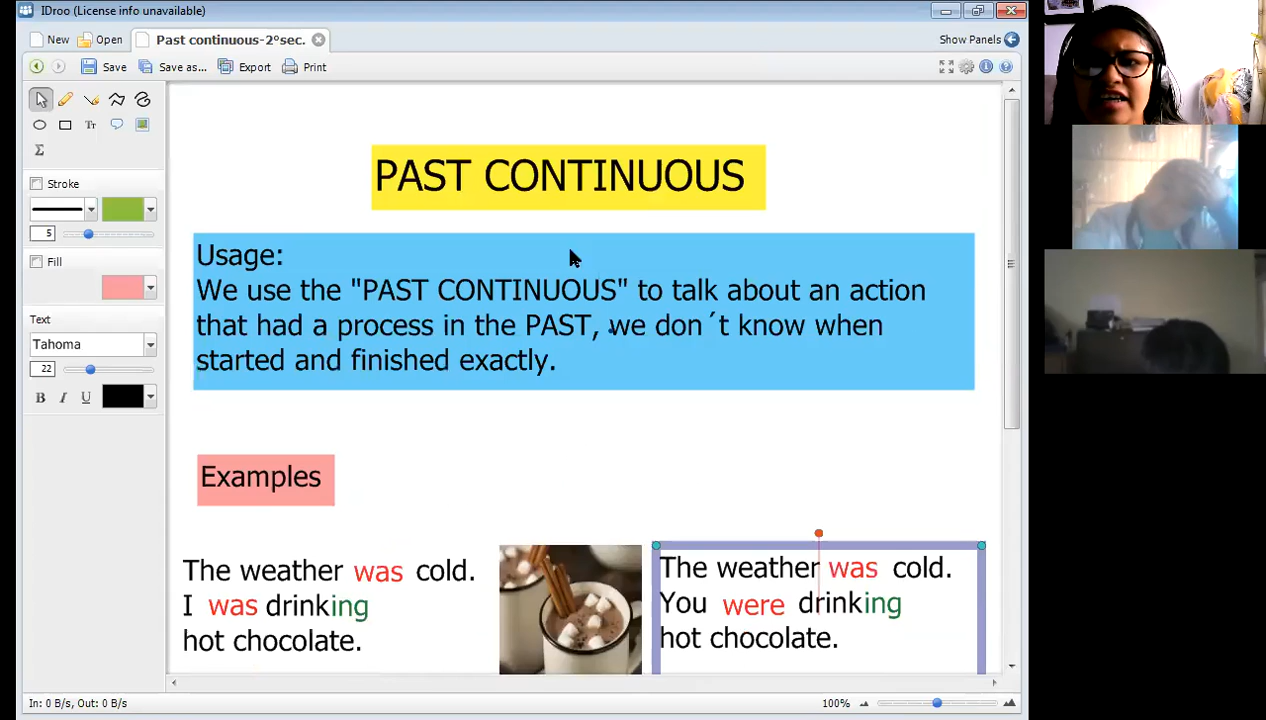 IDroo (License info unavailable)
New
Open
Past continuous-2°sec.
Show Panels
Save
Save as...
Export
Print
Tr
Σ
Stroke
5
Fill
Text
Tahoma
22
B I U
PAST CONTINUOUS
Usage:
We use the "PAST CONTINUOUS" to talk about an action
that had a process in the PAST, we don´t know when
started and finished exactly.
Examples
The weather was cold.
I was drinking
hot chocolate.
The weather was cold.
You were drinking
hot chocolate.
In: 0 B/s, Out: 0 B/s
100%